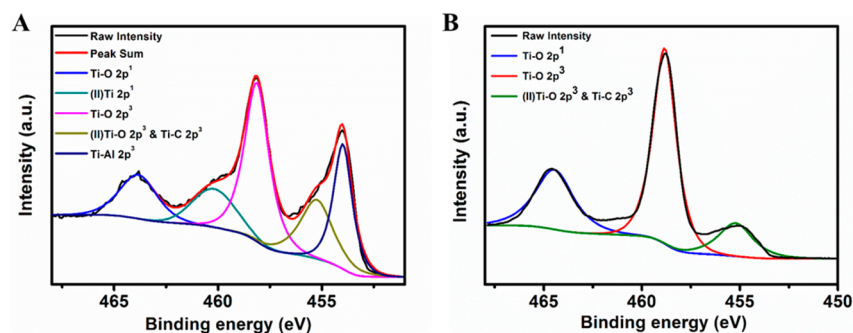 A
Raw Intensity
Peak Sum
Ti-O 2p¹
(II)Ti 2p¹
Ti-O 2p³
(II)Ti-O 2p³ & Ti-C 2p³
Ti-Al 2p³
Intensity (a.u.)
465
460
455
Binding energy (eV)
B
Raw Intensity
Ti-O 2p¹
Ti-O 2p³
(II)Ti-O 2p³ & Ti-C 2p³
Intensity (a.u.)
465
460
455
450
Binding energy (eV)